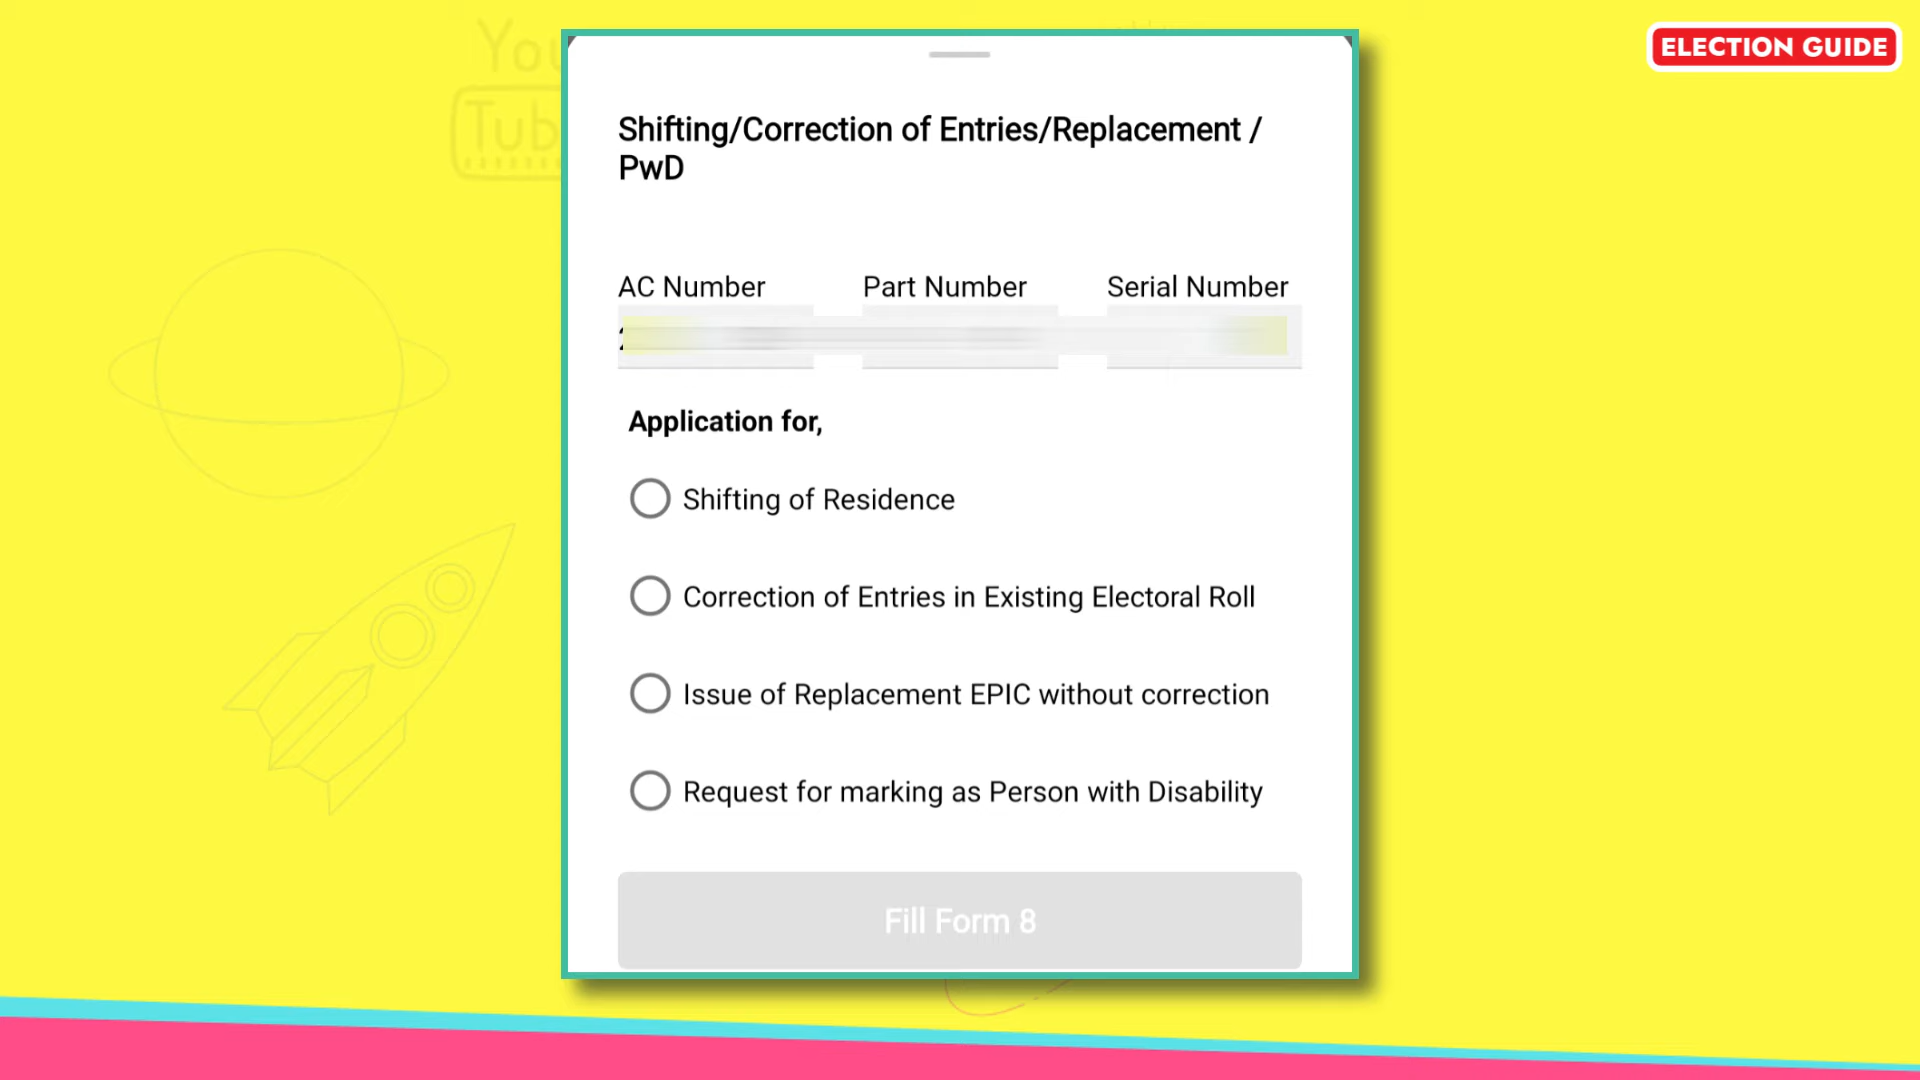 ELECTION GUIDE
You
Tub
Shifting/Correction of Entries/Replacement /
PwD
AC Number Part Number Serial Number
Application for,
Shifting of Residence
Correction of Entries in Existing Electoral Roll
Issue of Replacement EPIC without correction
Request for marking as Person with Disability
Fill Form 8